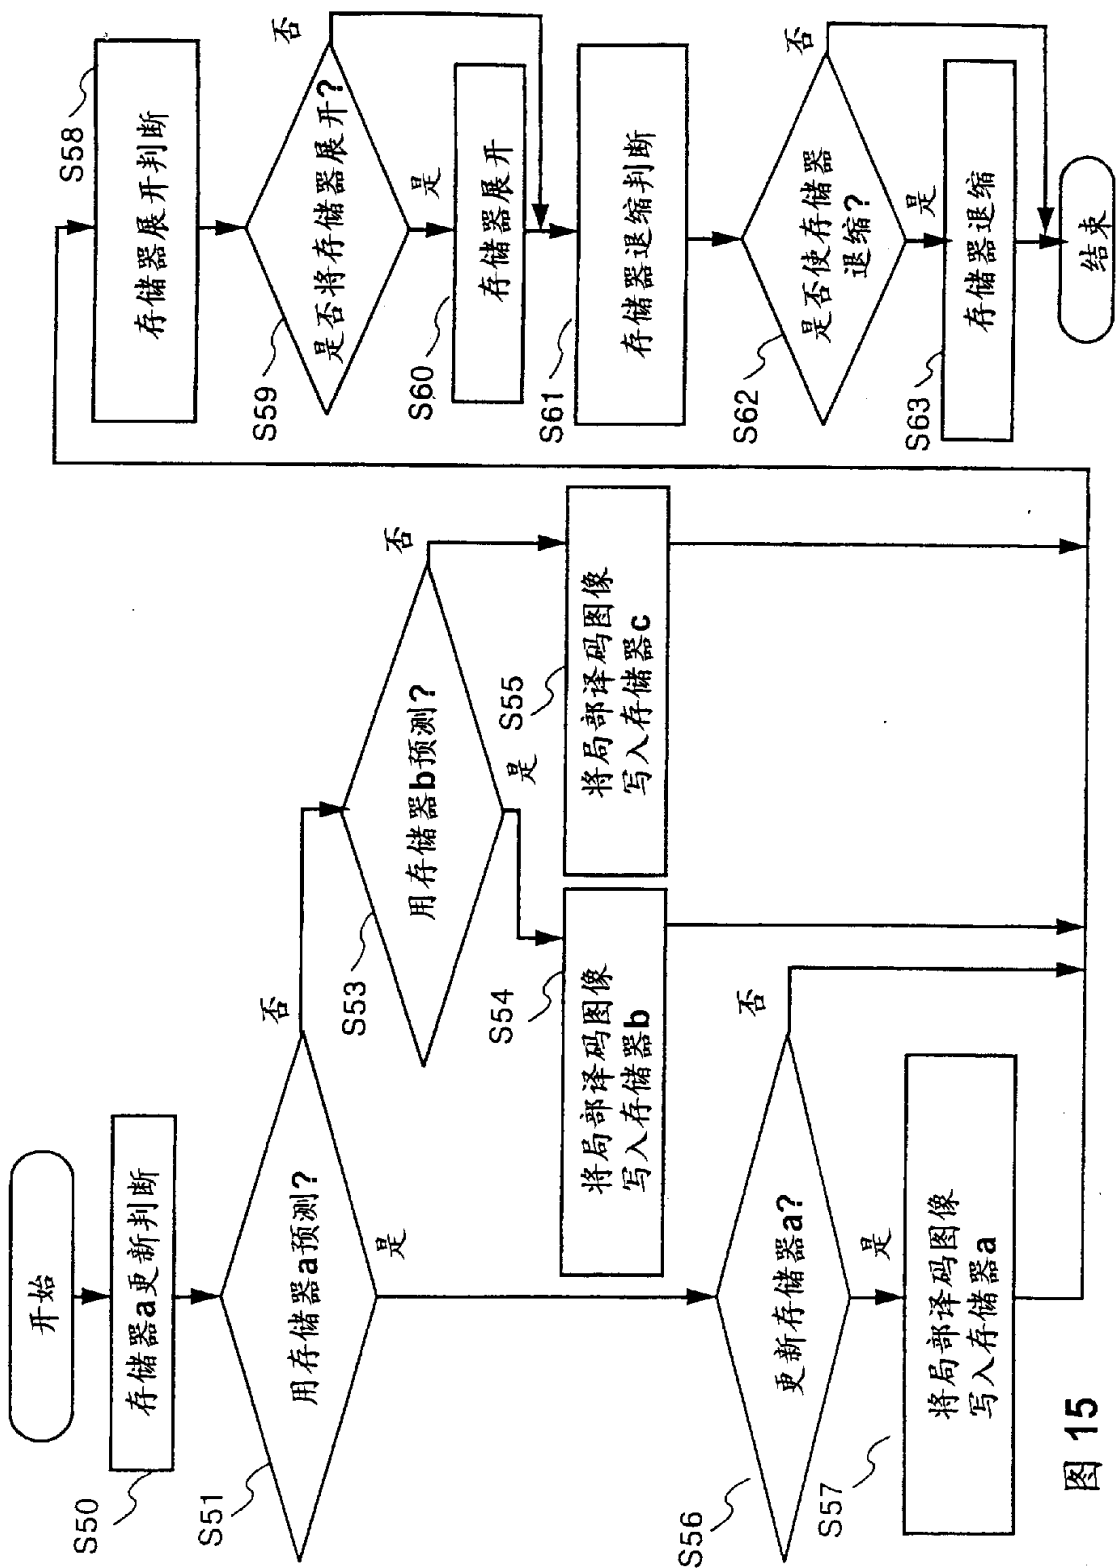 开始
S50
存储器a更新判断
S51
用存储器a预测?
否
是
S53
用存储器b预测?
否
是
S54
将局部译码图像
写入存储器b
S55
将局部译码图像
写入存储器c
S56
更新存储器a?
否
是
S57
将局部译码图像
写入存储器a
S58
存储器展开判断
S59
是否将存储器展开?
否
是
S60
存储器展开
S61
存储器退缩判断
S62
是否使存储器
退缩?
否
是
S63
存储器退缩
结束
图 15